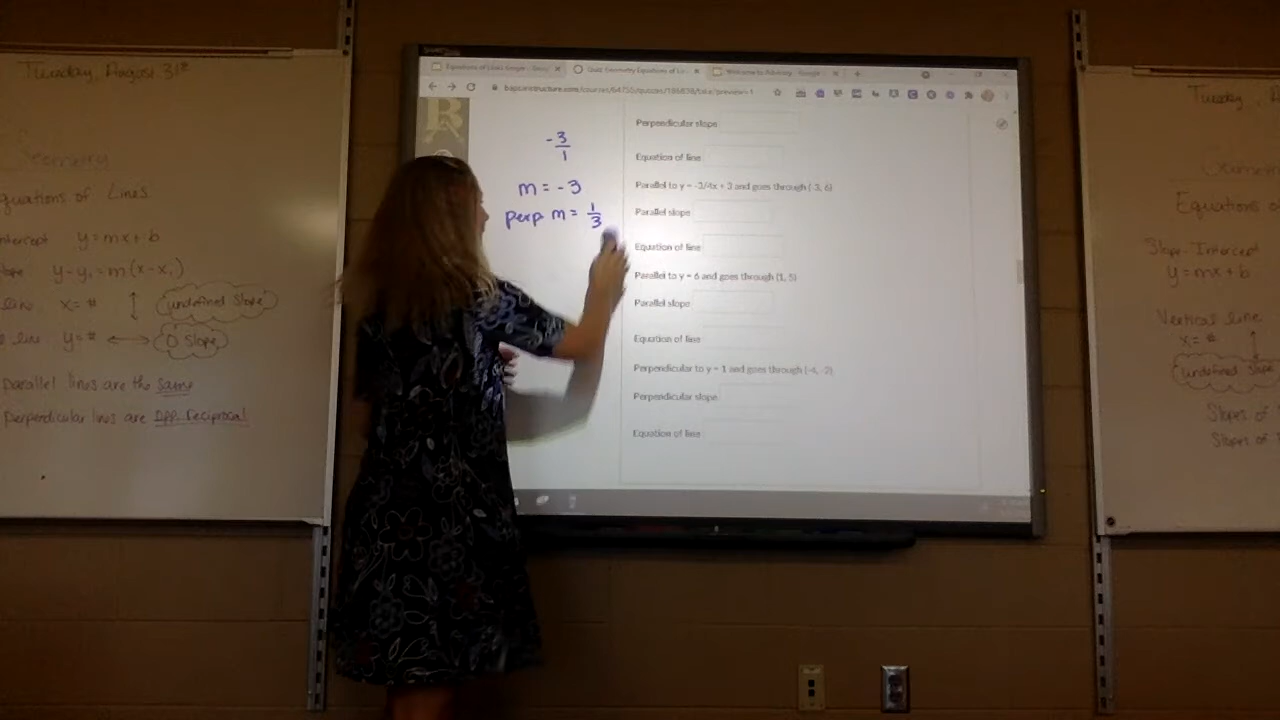 Tuesday, August 31st
Geometry
Equations of Lines
y = mx + b
y - y₁ = m(x - x₁)
x = #
undefined slope
line y = #
0 slope
Parallel lines are the same
Perpendicular lines are opp. reciprocal
-3/1
m = -3
perp m = 1/3
Perpendicular slope
Equation of line
Parallel to y = -3/4x + 3 and goes through (-3, 6)
Parallel slope
Equation of line
Parallel to y = 6 and goes through (1, 5)
Parallel slope
Equation of line
Perpendicular to y = 1 and goes through (-4, -2)
Perpendicular slope
Equation of line
Tuesday,
Equations of
Slope-Intercept
y = mx + b
Vertical line
x = #
undefined slope
Slopes of
Slopes of